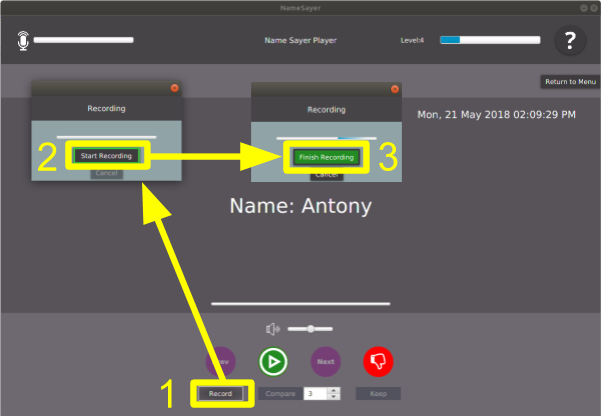 NameSayer
Name Sayer Player
Level:4
?
Return to Menu
Recording
Recording
Mon, 21 May 2018 02:09:29 PM
2
Start Recording
Finish Recording
3
Cancel
Cancel
Name: Antony
Prev
Next
1
Record
Compare
3
Keep